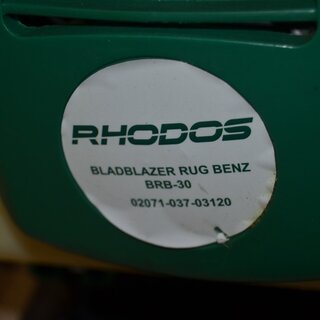 RHODOS
BLADBLAZER RUG BENZ
BRB-30
02071-037-03120